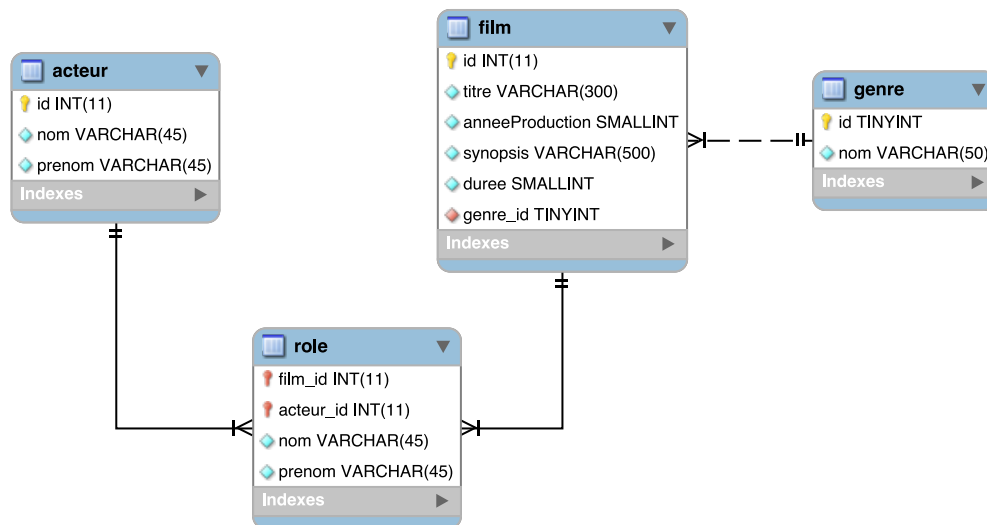 acteur
id INT(11)
nom VARCHAR(45)
prenom VARCHAR(45)
Indexes
film
id INT(11)
titre VARCHAR(300)
anneeProduction SMALLINT
synopsis VARCHAR(500)
duree SMALLINT
genre_id TINYINT
Indexes
genre
id TINYINT
nom VARCHAR(50)
Indexes
role
film_id INT(11)
acteur_id INT(11)
nom VARCHAR(45)
prenom VARCHAR(45)
Indexes